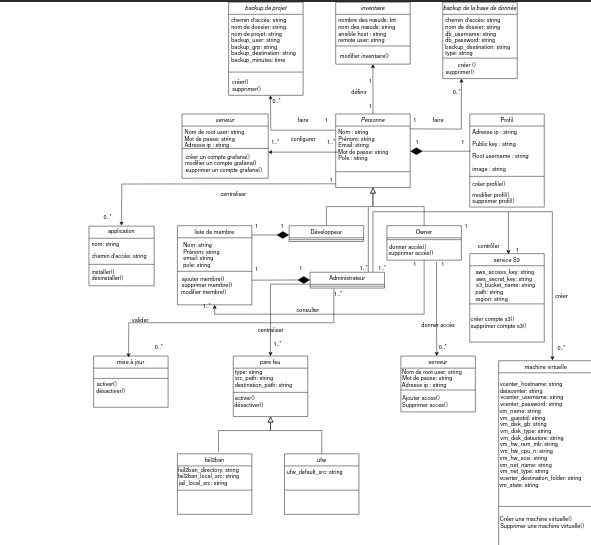 backup de projet
chemin d'accès: string
nom de dossier: string
nom de projet: string
backup_user: string
backup_grp: string
backup_destination: string
backup_minutes: time
créer()
supprimer()
inventaire
nombre des nœuds: Int
nom des nœuds: string
ansible host : string
remote user: string
modifier inventaire()
backup de la base de donnée
chemin d'accès: string
nom de dossier: string
db_username: string
db_password: string
backup_destination: string
type: string
créer ()
supprimer()
0..*
1
définir
1
0..*
serveur
Nom de root user: string
Mot de passe: string
Adresse ip : string
créer un compte grafana()
modifier un compte grafana()
supprimer un compte grafana()
faire
1
configurer
1..*
1..*
Personne
Nom : string
Prénom: string
Email: string
Mot de passe: string
Pole : string
1
faire
1
1
Profil
Adresse ip : string
Public key : string
Root username : string
image : string
créer profile()
modifier profil()
supprimer profil()
1
centraliser
0..*
application
nom: string
chemin d'accès: string
installer()
desinstaller()
liste de membre
Nom: string
Prénom: string
email: string
pole: string
ajouter membre()
supprimer membre()
modifier membre()
1
1
Développeur
1
1
Administrateur
1..*
1..*
1..*
Owner
donner accès()
supprimer accès()
1
1
1
contrôler
1
service S3
aws_access_key: string
aws_secret_key: string
s3_bucket_name: string
path: string
region: string
créer compte s3()
supprimer compte s3()
créer
1..*
consulter
valider
centraliser
donner accès
0..*
1..*
0..*
0..*
mise à jour
activer()
désactiver()
pare feu
type: string
src_path: string
destination_path: string
activer()
désactiver()
serveur
Nom de root user: string
Mot de passe: string
Adresse ip : string
Ajouter acces()
Supprimer acces()
machine virtuelle
vcenter_hostname: string
datacenter: string
vcenter_username: string
vcenter_password: string
vm_name: string
vm_guestid: string
vm_disk_gb: string
vm_disk_type: string
vm_disk_datastore: string
vm_hw_ram_mb: string
vm_hw_cpu_n: string
vm_hw_scsi: string
vm_net_name: string
vm_net_type: string
vcenter_destination_folder: string
vm_state: string
Créer une machine virtuelle()
Supprimer une machine virtuelle()
fail2ban
fail2ban_directory: string
fail2ban_local_src: string
jail_local_src: string
ufw
ufw_default_src: string